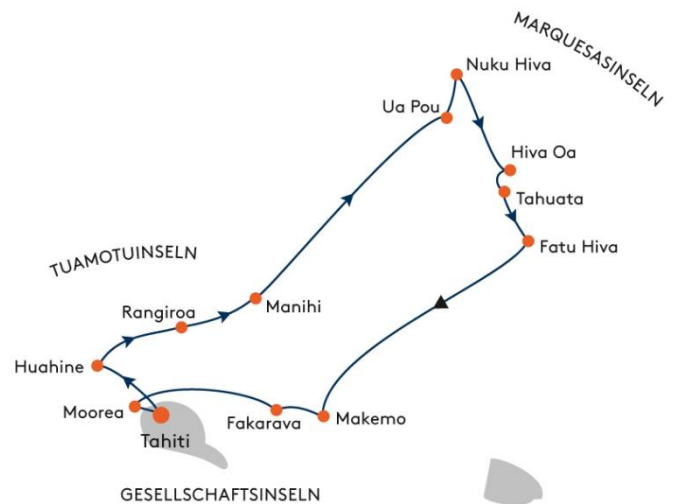 MARQUESASINSELN
Nuku Hiva
Ua Pou
Hiva Oa
Tahuata
Fatu Hiva
TUAMOTUINSELN
Manihi
Rangiroa
Huahine
Moorea
Fakarava
Makemo
Tahiti
GESELLSCHAFTSINSELN